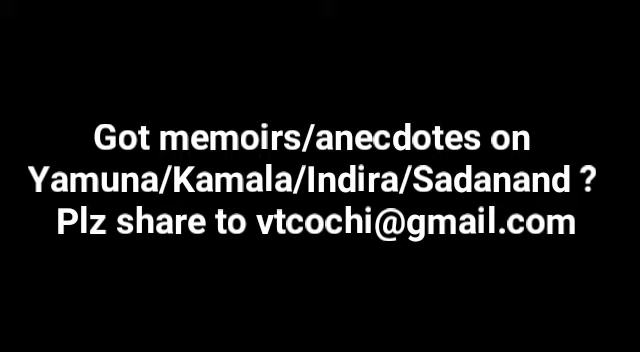 Got memoirs/anecdotes on
Yamuna/Kamala/Indira/Sadanand ?
Plz share to vtcochi@gmail.com